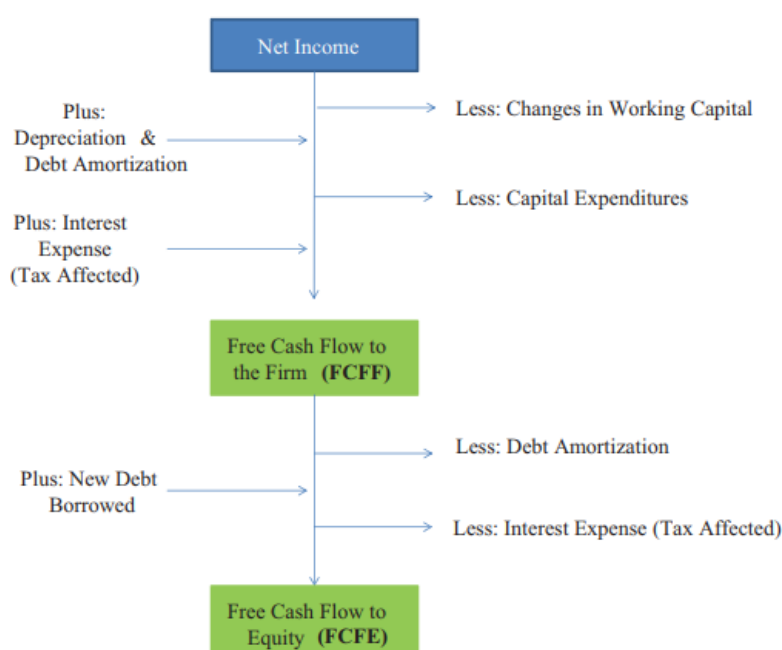 Net Income
Plus:
Depreciation &
Debt Amortization
Less: Changes in Working Capital
Less: Capital Expenditures
Plus: Interest
Expense
(Tax Affected)
Free Cash Flow to
the Firm (FCFF)
Less: Debt Amortization
Plus: New Debt
Borrowed
Less: Interest Expense (Tax Affected)
Free Cash Flow to
Equity (FCFE)